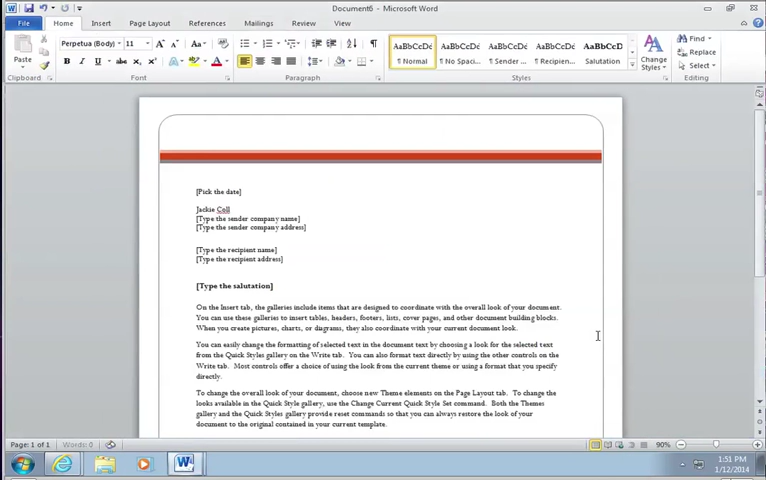 Document6 - Microsoft Word
File Home Insert Page Layout References Mailings Review View
Perpetua (Body) 11
Paste
Clipboard Font Paragraph Styles Editing
AaBbCcDc AaBbCcDc AaBbCcDc AaBbCcDc AaBbCcD
¶ Normal ¶ No Spaci... ¶ Sender ... ¶ Recipien... Salutation
Change Styles
Find
Replace
Select
[Pick the date]
Jackie Coll
[Type the sender company name]
[Type the sender company address]
[Type the recipient name]
[Type the recipient address]
[Type the salutation]
On the Insert tab, the galleries include items that are designed to coordinate with the overall look of your document.
You can use these galleries to insert tables, headers, footers, lists, cover pages, and other document building blocks.
When you create pictures, charts, or diagrams, they also coordinate with your current document look.
You can easily change the formatting of selected text in the document text by choosing a look for the selected text
from the Quick Styles gallery on the Write tab. You can also format text directly by using the other controls on the
Write tab. Most controls offer a choice of using the look from the current theme or using a format that you specify
directly.
To change the overall look of your document, choose new Theme elements on the Page Layout tab. To change the
looks available in the Quick Style gallery, use the Change Current Quick Style Set command. Both the Themes
gallery and the Quick Styles gallery provide reset commands so that you can always restore the look of your
document to the original contained in your current template.
Page: 1 of 1 Words: 0 90%
1:51 PM
1/12/2014